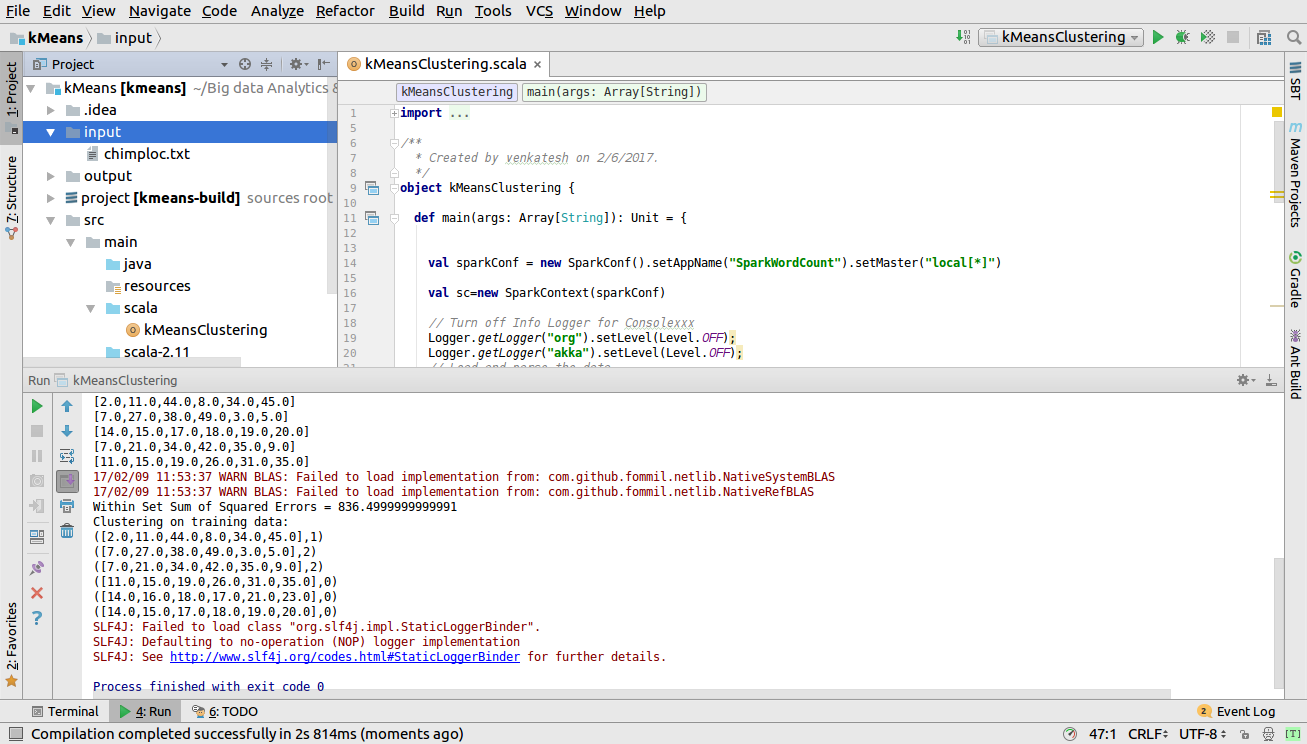 File Edit View Navigate Code Analyze Refactor Build Run Tools VCS Window Help
kMeans input kMeansClustering
1: Project
7: Structure
2: Favorites
Project
kMeans [kmeans] ~/Big data Analytics &
.idea
input
chimploc.txt
output
project [kmeans-build] sources root
src
main
java
resources
scala
kMeansClustering
scala-2.11
kMeansClustering.scala
kMeansClustering main(args: Array[String])
1 import ...
5
6 /**
7 * Created by venkatesh on 2/6/2017.
8 */
9 object kMeansClustering {
10
11 def main(args: Array[String]): Unit = {
12
13
14 val sparkConf = new SparkConf().setAppName("SparkWordCount").setMaster("local[*]")
15
16 val sc=new SparkContext(sparkConf)
17
18 // Turn off Info Logger for Consolexxx
19 Logger.getLogger("org").setLevel(Level.OFF);
20 Logger.getLogger("akka").setLevel(Level.OFF);
21 // Load and parse the data
SBT
Maven Projects
Gradle
Ant Build
Run kMeansClustering
[2.0,11.0,44.0,8.0,34.0,45.0]
[7.0,27.0,38.0,49.0,3.0,5.0]
[14.0,15.0,17.0,18.0,19.0,20.0]
[7.0,21.0,34.0,42.0,35.0,9.0]
[11.0,15.0,19.0,26.0,31.0,35.0]
17/02/09 11:53:37 WARN BLAS: Failed to load implementation from: com.github.fommil.netlib.NativeSystemBLAS
17/02/09 11:53:37 WARN BLAS: Failed to load implementation from: com.github.fommil.netlib.NativeRefBLAS
Within Set Sum of Squared Errors = 836.4999999999991
Clustering on training data:
([2.0,11.0,44.0,8.0,34.0,45.0],1)
([7.0,27.0,38.0,49.0,3.0,5.0],2)
([7.0,21.0,34.0,42.0,35.0,9.0],2)
([11.0,15.0,19.0,26.0,31.0,35.0],0)
([14.0,16.0,18.0,17.0,21.0,23.0],0)
([14.0,15.0,17.0,18.0,19.0,20.0],0)
SLF4J: Failed to load class "org.slf4j.impl.StaticLoggerBinder".
SLF4J: Defaulting to no-operation (NOP) logger implementation
SLF4J: See http://www.slf4j.org/codes.html#StaticLoggerBinder for further details.
Process finished with exit code 0
Terminal 4: Run 6: TODO 2 Event Log
Compilation completed successfully in 2s 814ms (moments ago) 47:1 CRLF UTF-8 [T]